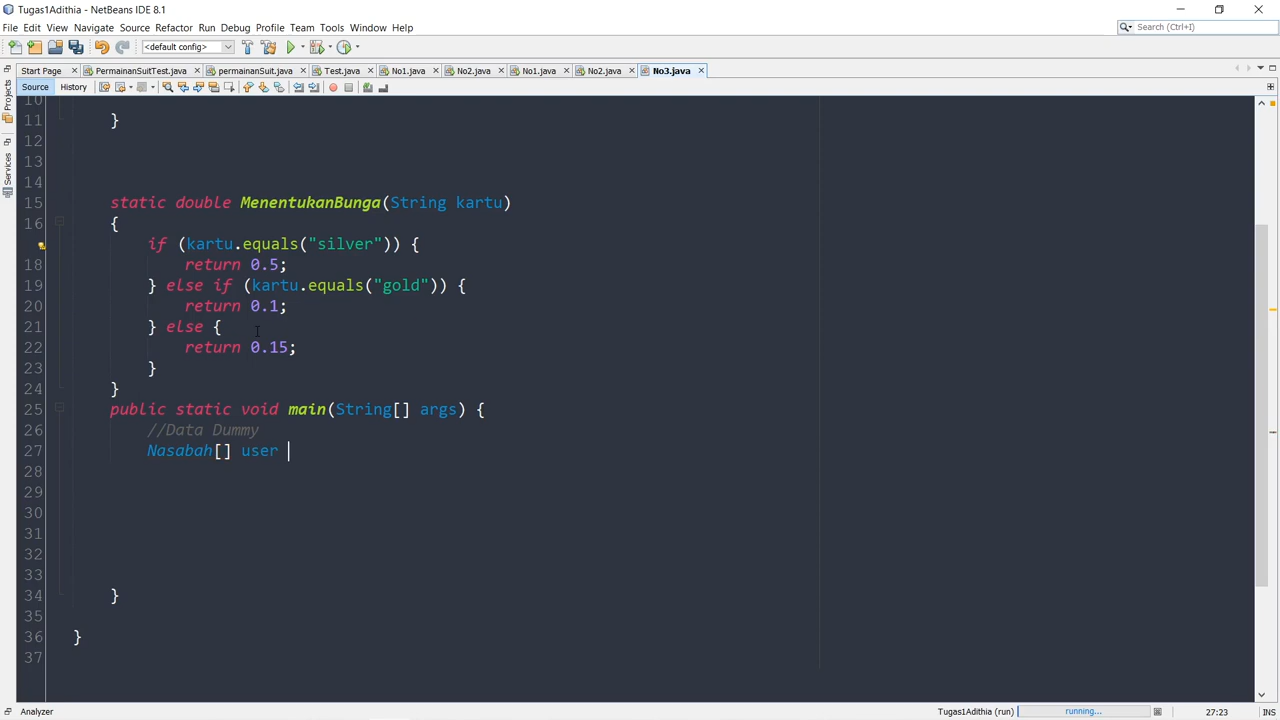 Tugas1Adithia - NetBeans IDE 8.1
File Edit View Navigate Source Refactor Run Debug Profile Team Tools Window Help
Search (Ctrl+I)
<default config>
Start Page PermainanSuitTest.java permainanSuit.java Test.java No1.java No2.java No1.java No2.java No3.java
Source History
Projects
Services
10
11 }
12
13
14
15 static double MenentukanBunga(String kartu)
16 {
if (kartu.equals("silver")) {
18 return 0.5;
19 } else if (kartu.equals("gold")) {
20 return 0.1;
21 } else {
22 return 0.15;
23 }
24 }
25 public static void main(String[] args) {
26 //Data Dummy
27 Nasabah[] user
28
29
30
31
32
33
34 }
35
36 }
37
Analyzer Tugas1Adithia (run) running... 27:23 INS